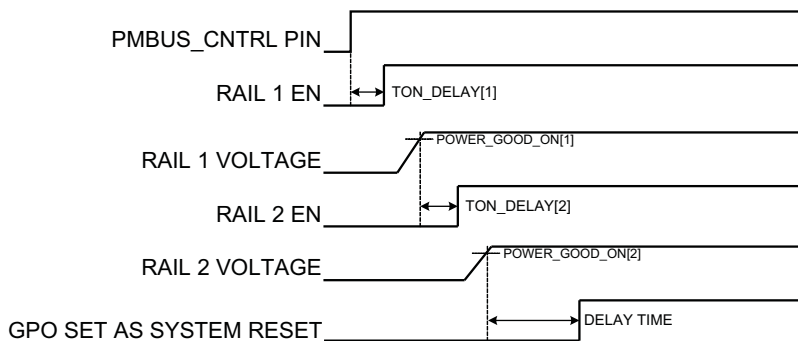 PMBUS_CNTRL PIN
RAIL 1 EN
TON_DELAY[1]
RAIL 1 VOLTAGE
POWER_GOOD_ON[1]
RAIL 2 EN
TON_DELAY[2]
RAIL 2 VOLTAGE
POWER_GOOD_ON[2]
GPO SET AS SYSTEM RESET
DELAY TIME